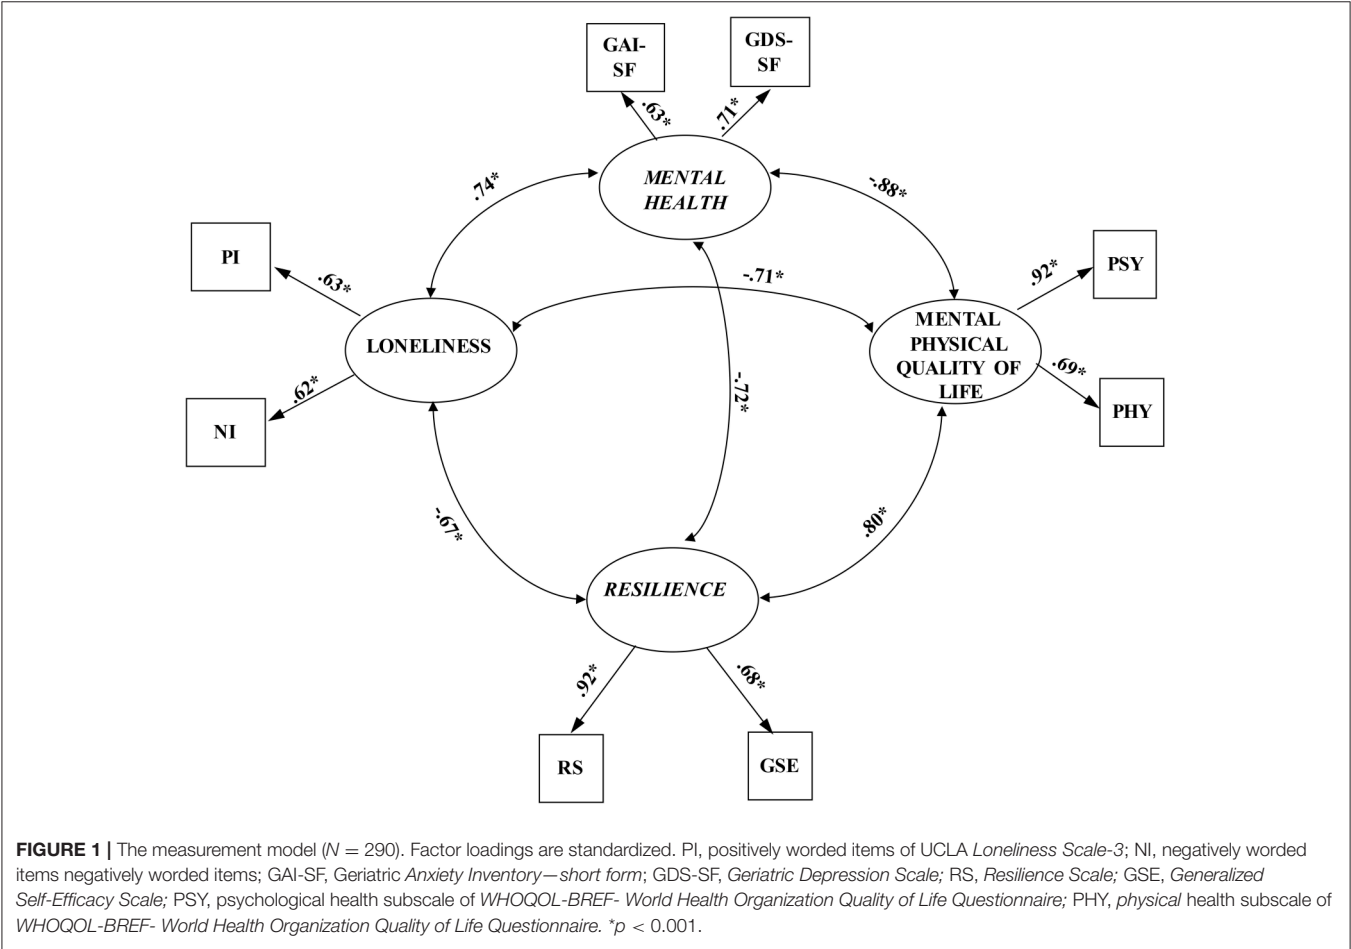 GAI-
SF
GDS-
SF
.63*
.71*
MENTAL
HEALTH
.74*
-.88*
PI
PSY
.63*
-.71*
.92*
LONELINESS
MENTAL
PHYSICAL
QUALITY OF
LIFE
.62*
.69*
NI
PHY
-.72*
-.67*
.80*
RESILIENCE
.92*
.68*
RS
GSE
FIGURE 1 | The measurement model (N = 290). Factor loadings are standardized. PI, positively worded items of UCLA Loneliness Scale-3; NI, negatively worded
items negatively worded items; GAI-SF, Geriatric Anxiety Inventory—short form; GDS-SF, Geriatric Depression Scale; RS, Resilience Scale; GSE, Generalized
Self-Efficacy Scale; PSY, psychological health subscale of WHOQOL-BREF- World Health Organization Quality of Life Questionnaire; PHY, physical health subscale of
WHOQOL-BREF- World Health Organization Quality of Life Questionnaire. *p < 0.001.